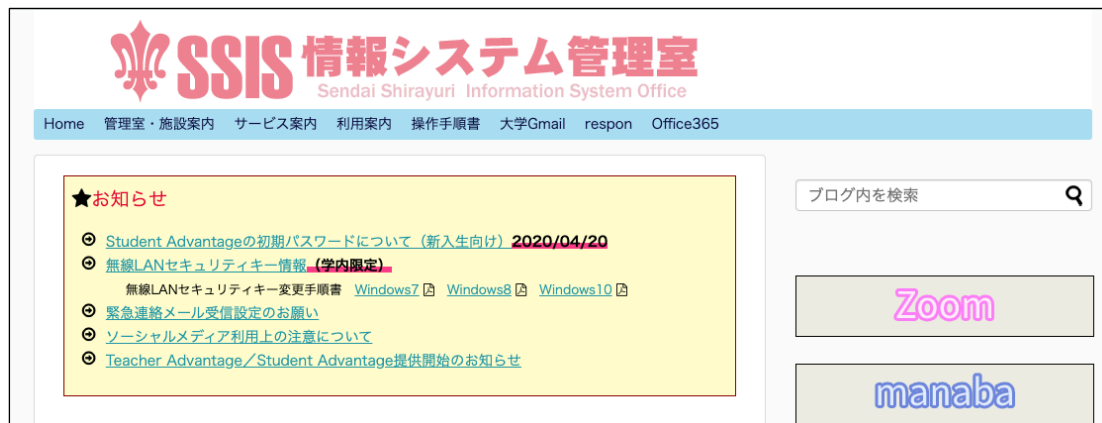 SSIS 情報システム管理室
Sendai Shirayuri Information System Office
Home 管理室・施設案内 サービス案内 利用案内 操作手順書 大学Gmail respon Office365
★お知らせ
Student Advantageの初期パスワードについて（新入生向け）2020/04/20
無線LANセキュリティキー情報（学内限定）
無線LANセキュリティキー変更手順書 Windows7 Windows8 Windows10
緊急連絡メール受信設定のお願い
ソーシャルメディア利用上の注意について
Teacher Advantage／Student Advantage提供開始のお知らせ
ブログ内を検索
Zoom
manaba